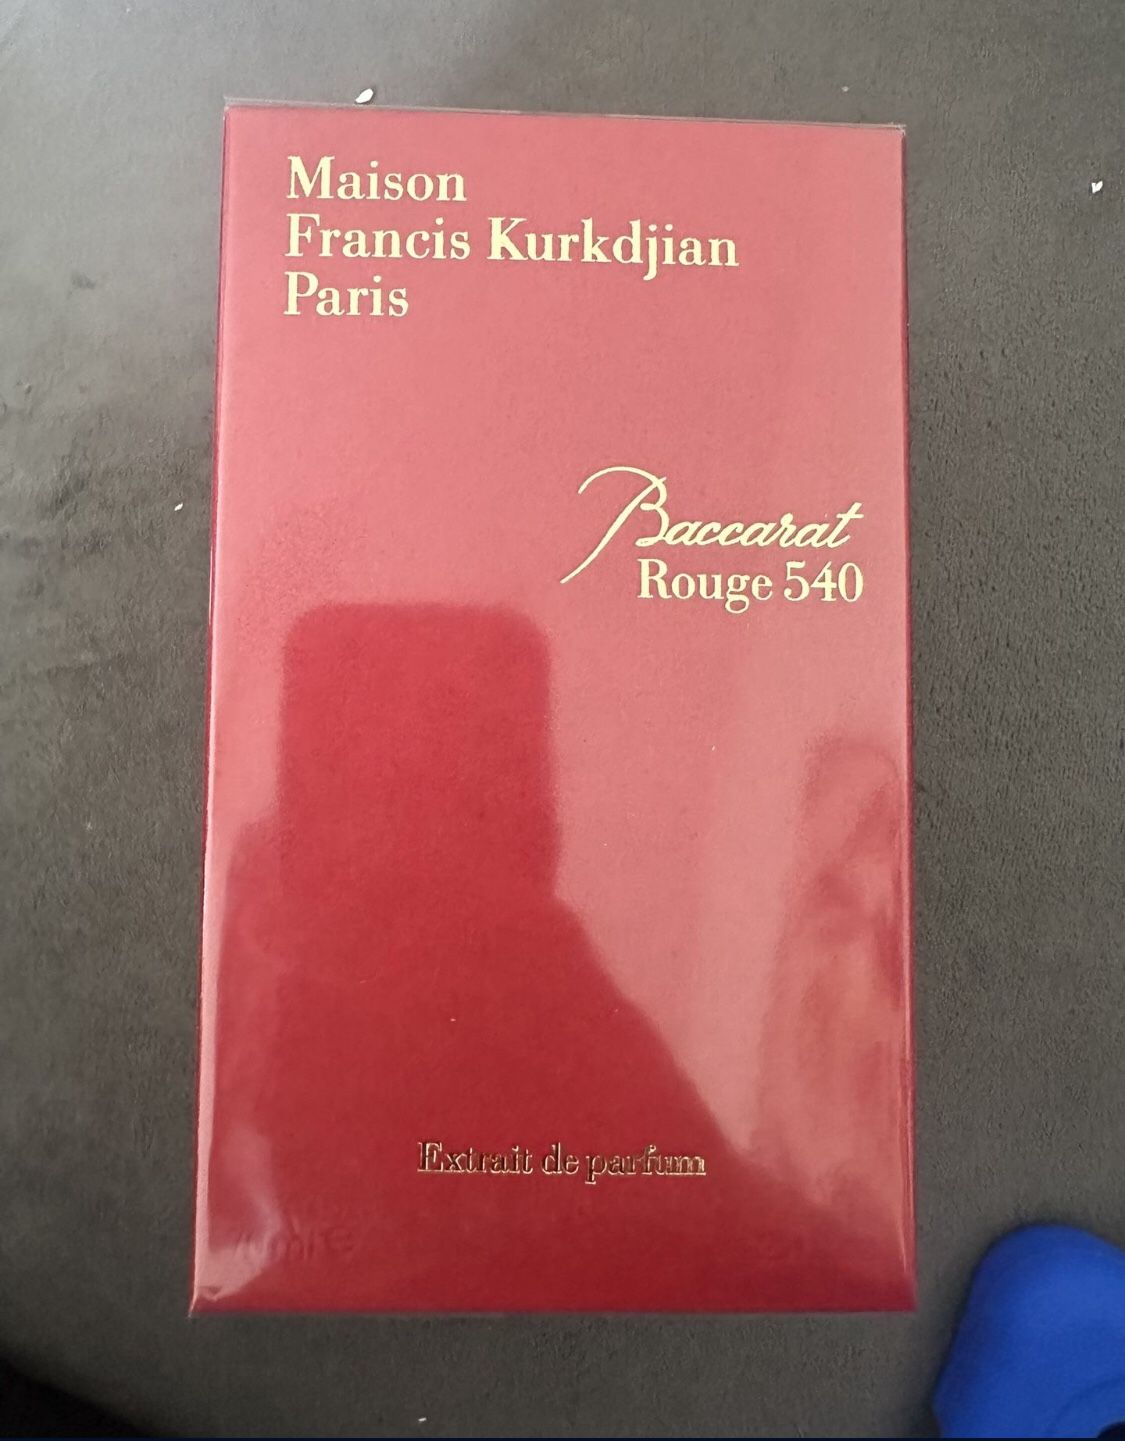 Maison
Francis Kurkdjian
Paris
Baccarat
Rouge 540
Extrait de parfum